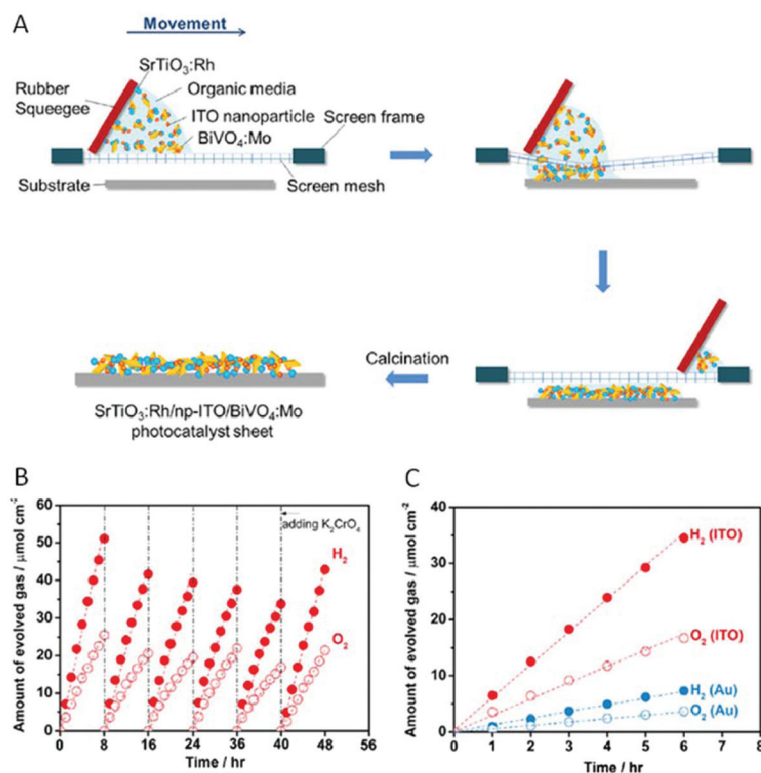 A
Movement
SrTiO3:Rh
Rubber
Squeegee
Organic media
ITO nanoparticle
BiVO4:Mo
Screen frame
Substrate
Screen mesh
Calcination
SrTiO3:Rh/np-ITO/BiVO4:Mo
photocatalyst sheet
B
Amount of evolved gas / μmol cm-2
60
50
40
30
20
10
0
adding K2CrO4
H2
O2
0 8 16 24 36 40 48 56
Time / hr
C
Amount of evolved gas / μmol cm-2
40
30
20
10
0
H2 (ITO)
O2 (ITO)
H2 (Au)
O2 (Au)
0 1 2 3 4 5 6 7 8
Time / hr